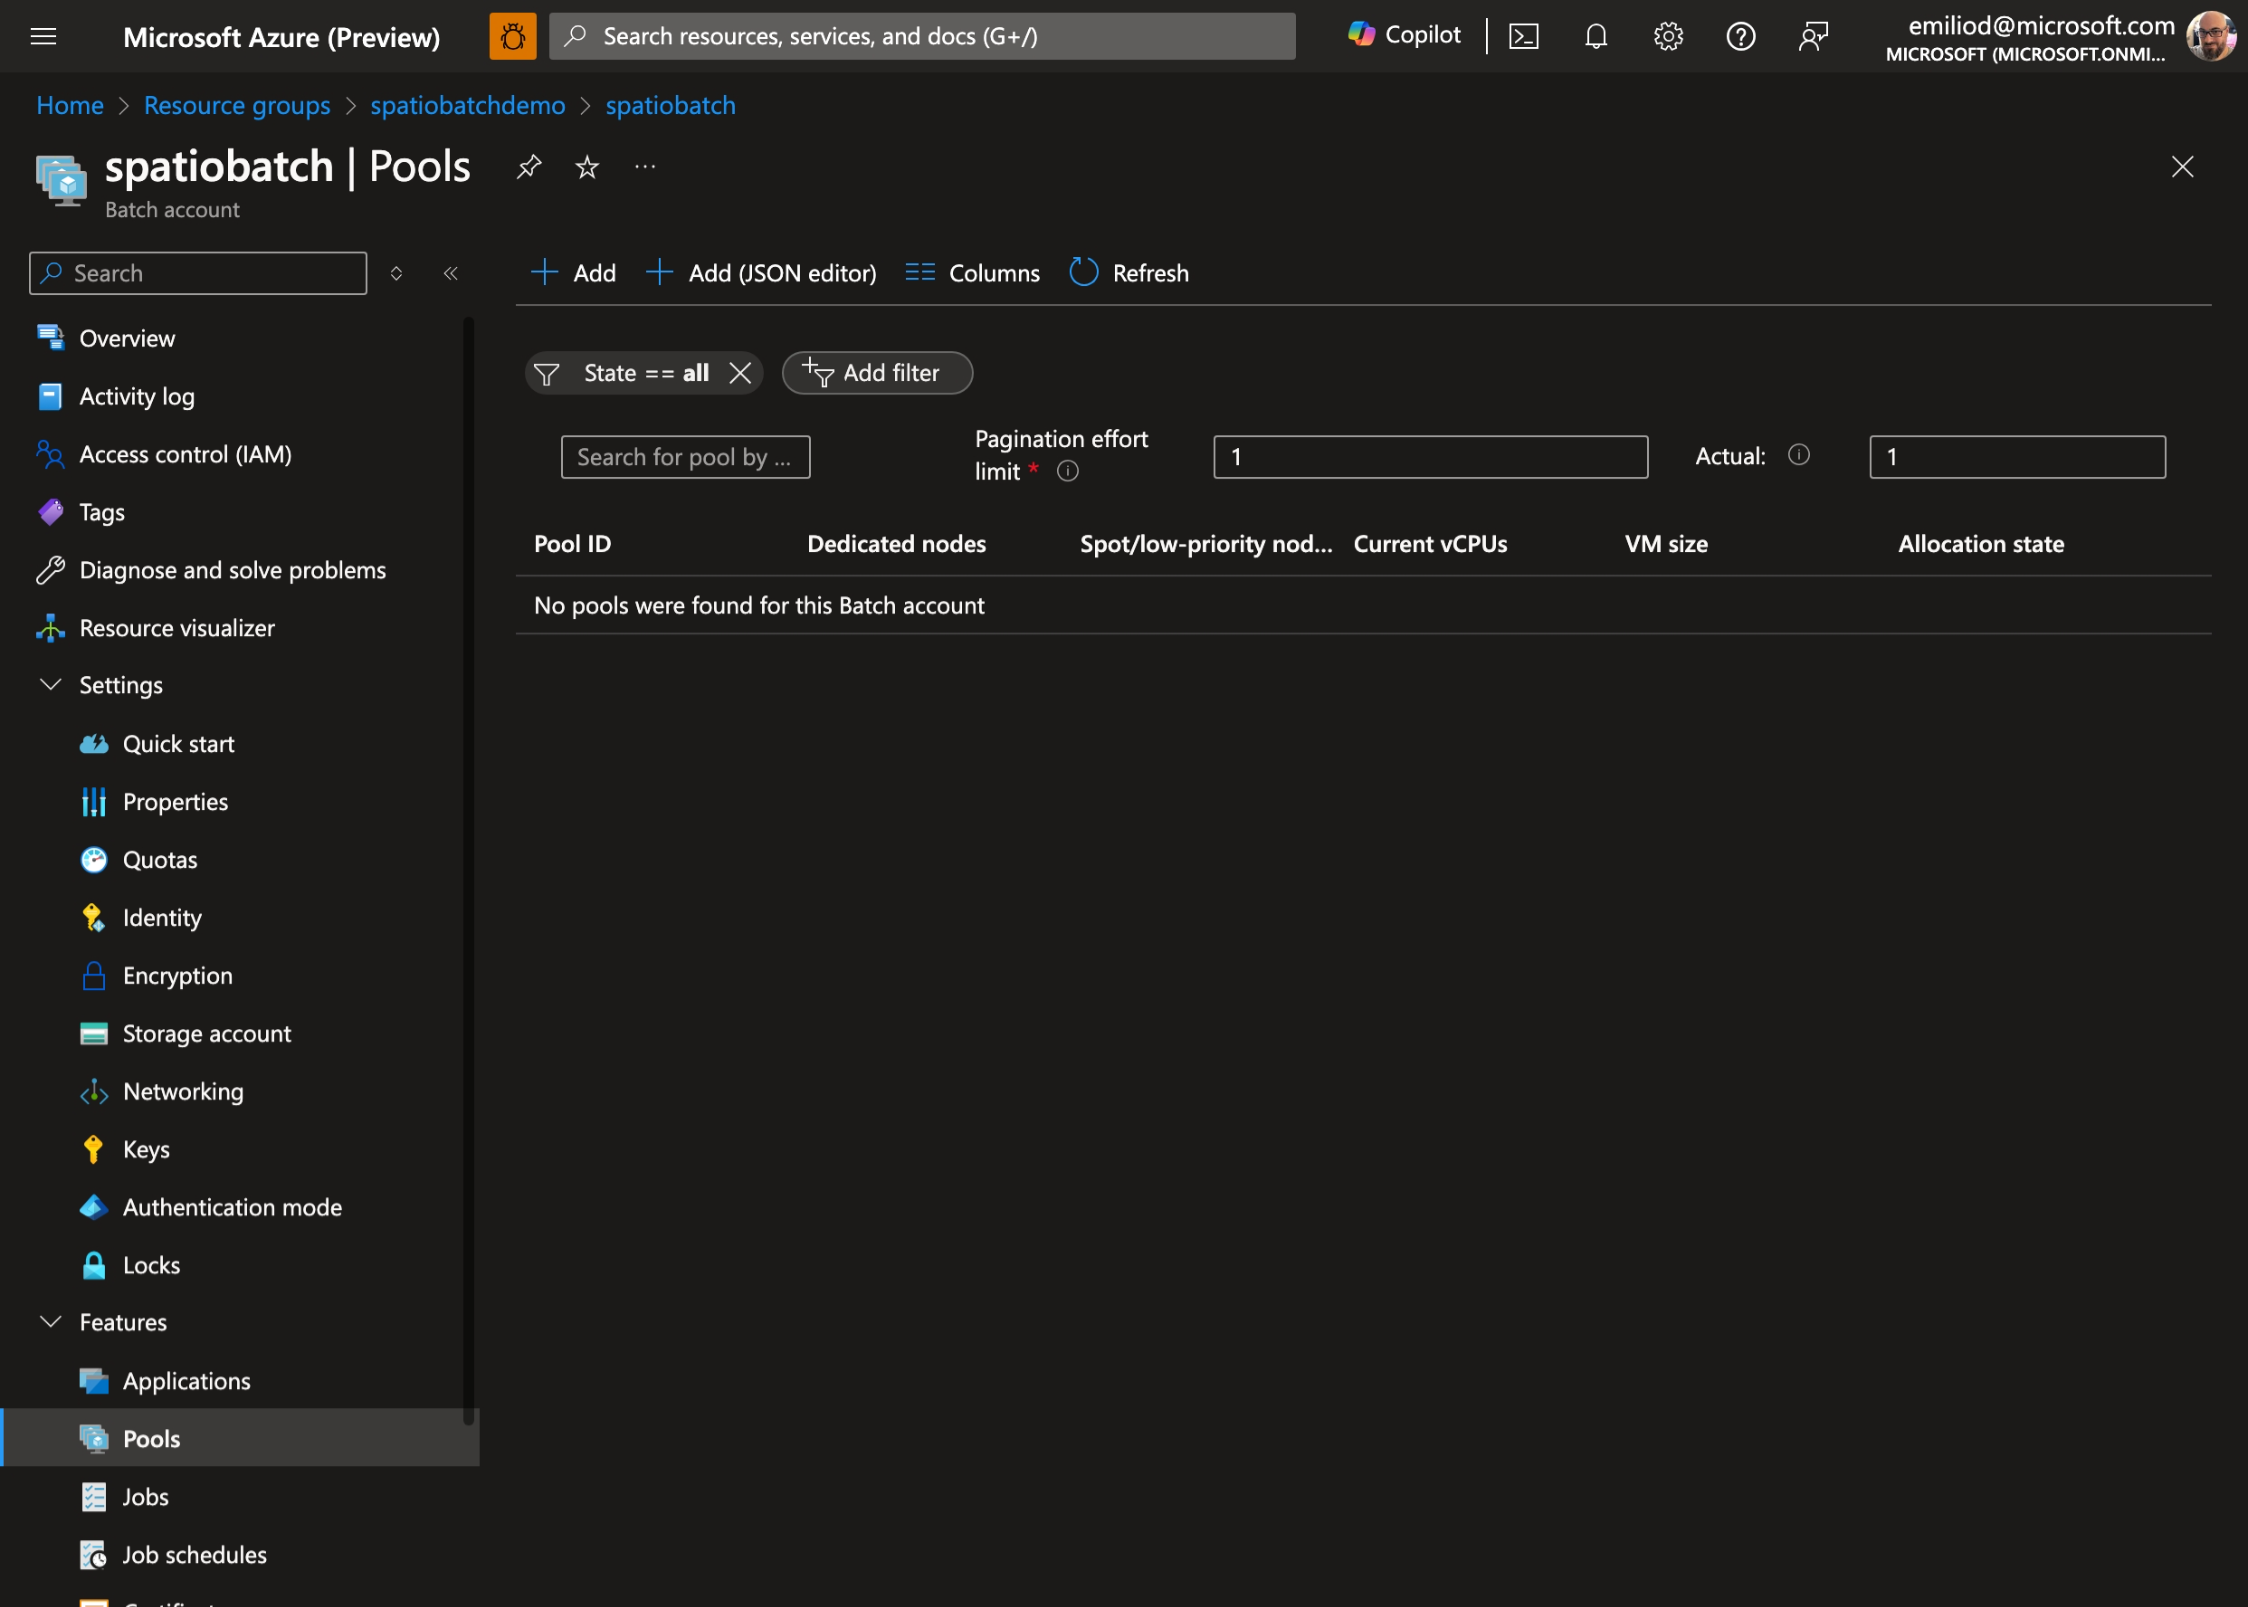 Microsoft Azure (Preview)
Search resources, services, and docs (G+/)
Copilot
emiliod@microsoft.com
MICROSOFT (MICROSOFT.ONMI...
Home > Resource groups > spatiobatchdemo > spatiobatch
spatiobatch | Pools
Batch account
Search
Add
Add (JSON editor)
Columns
Refresh
Overview
Activity log
Access control (IAM)
Tags
Diagnose and solve problems
Resource visualizer
Settings
Quick start
Properties
Quotas
Identity
Encryption
Storage account
Networking
Keys
Authentication mode
Locks
Features
Applications
Pools
Jobs
Job schedules
State == all
Add filter
Search for pool by ...
Pagination effort
limit *
1
Actual:
1
Pool ID
Dedicated nodes
Spot/low-priority nod...
Current vCPUs
VM size
Allocation state
No pools were found for this Batch account